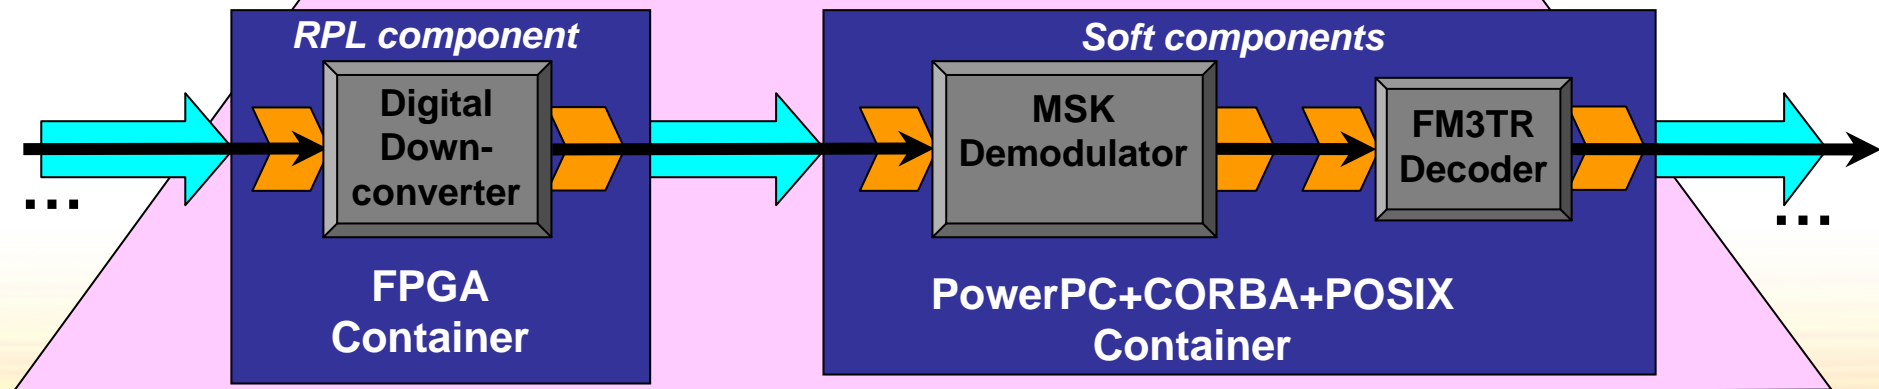 RPL component
Digital
Down-
converter
FPGA
Container
...
Soft components
MSK
Demodulator
FM3TR
Decoder
PowerPC+CORBA+POSIX
Container
...